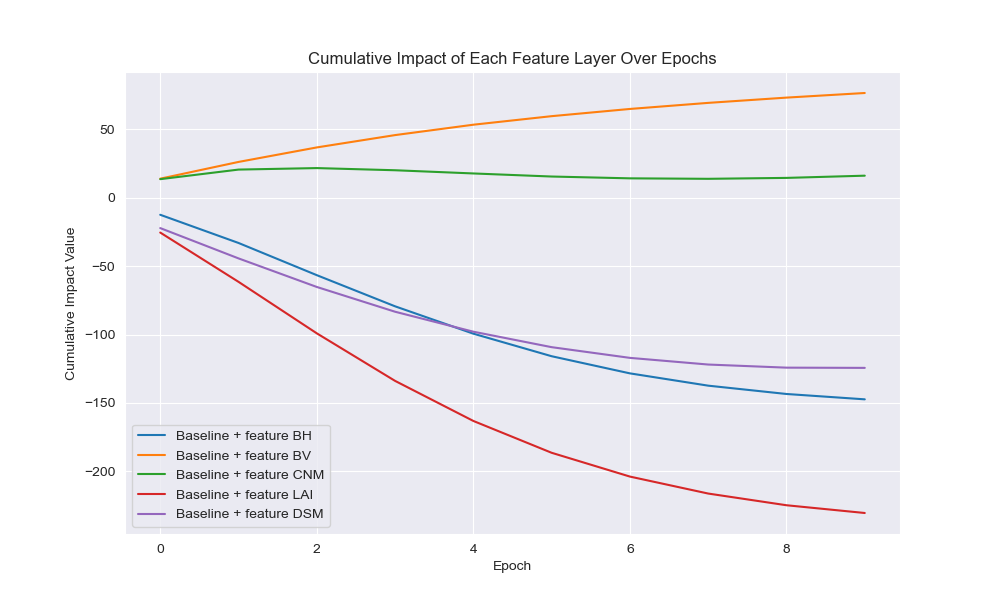 Cumulative Impact of Each Feature Layer Over Epochs
Cumulative Impact Value
50
0
−50
−100
−150
−200
Baseline + feature BH
Baseline + feature BV
Baseline + feature CNM
Baseline + feature LAI
Baseline + feature DSM
0 2 4 6 8
Epoch